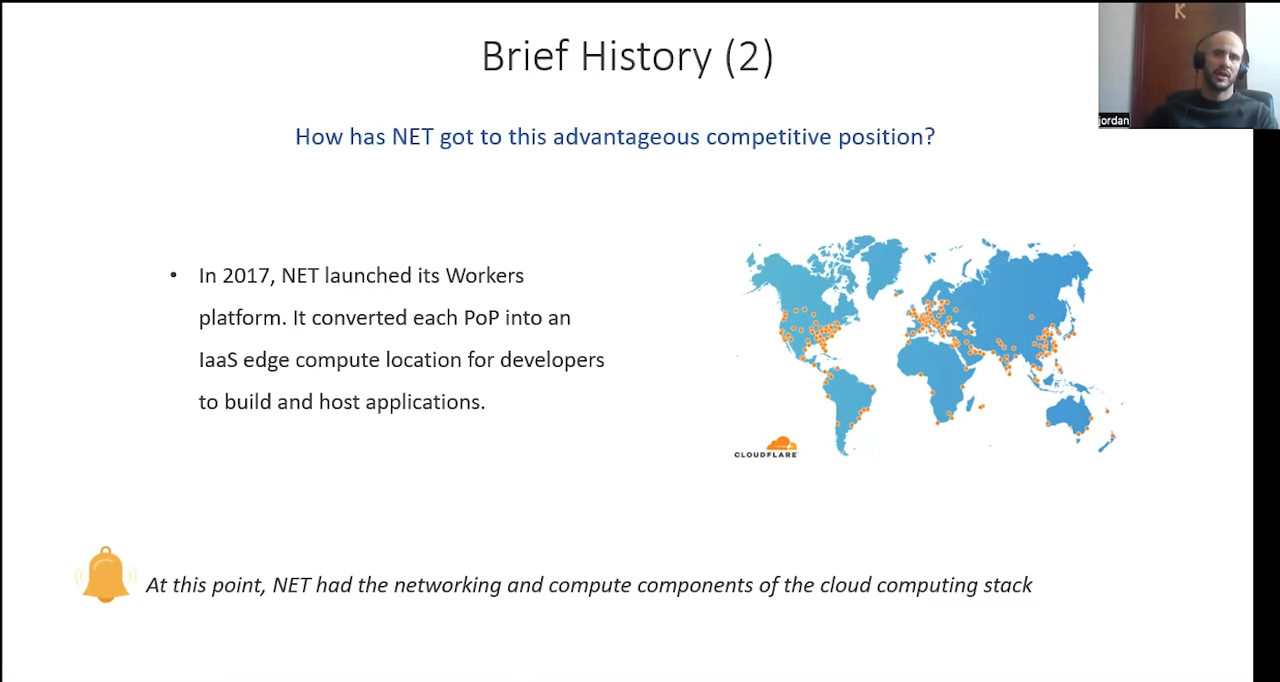 Brief History (2)
K
jordan
How has NET got to this advantageous competitive position?
• In 2017, NET launched its Workers
platform. It converted each PoP into an
IaaS edge compute location for developers
to build and host applications.
CLOUDFLARE
At this point, NET had the networking and compute components of the cloud computing stack